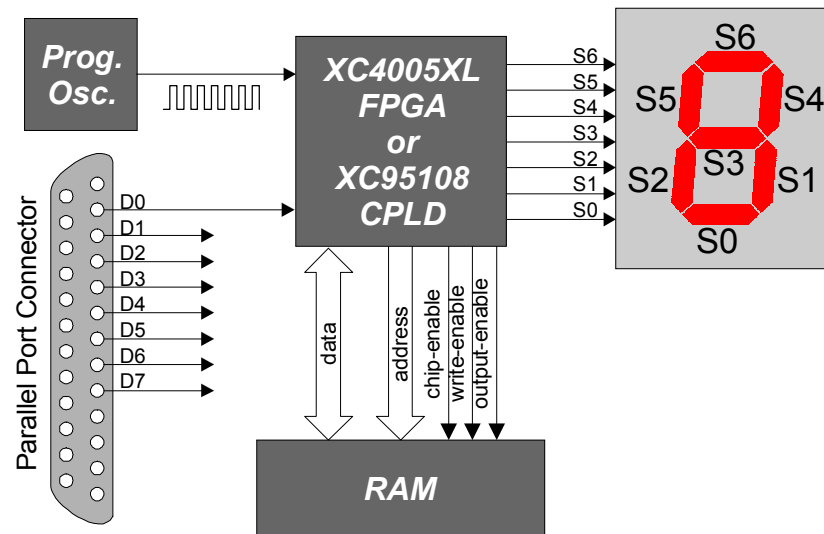 Prog.
Osc.
XC4005XL
FPGA
or
XC95108
CPLD
S6
S5
S4
S3
S2
S1
S0
S6
S5
S4
S3
S2
S1
S0
Parallel Port Connector
D0
D1
D2
D3
D4
D5
D6
D7
data
address
chip-enable
write-enable
output-enable
RAM